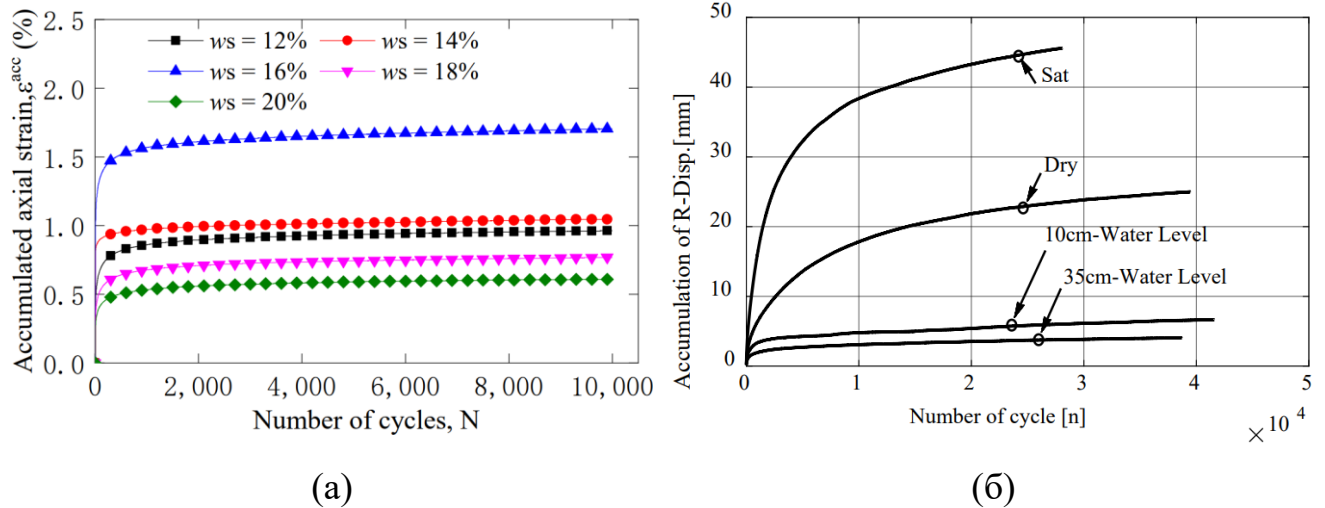 Accumulated axial strain,εᵃᶜᶜ (%)
2.5
2.0
1.5
1.0
0.5
0.0
ws = 12%
ws = 14%
ws = 16%
ws = 18%
ws = 20%
0
2,000
4,000
6,000
8,000
10,000
Number of cycles, N
(а)
Accumulation of R-Disp.[mm]
50
40
30
20
10
0
Sat
Dry
10cm-Water Level
35cm-Water Level
0
1
2
3
4
5
Number of cycle [n]
×10⁴
(б)